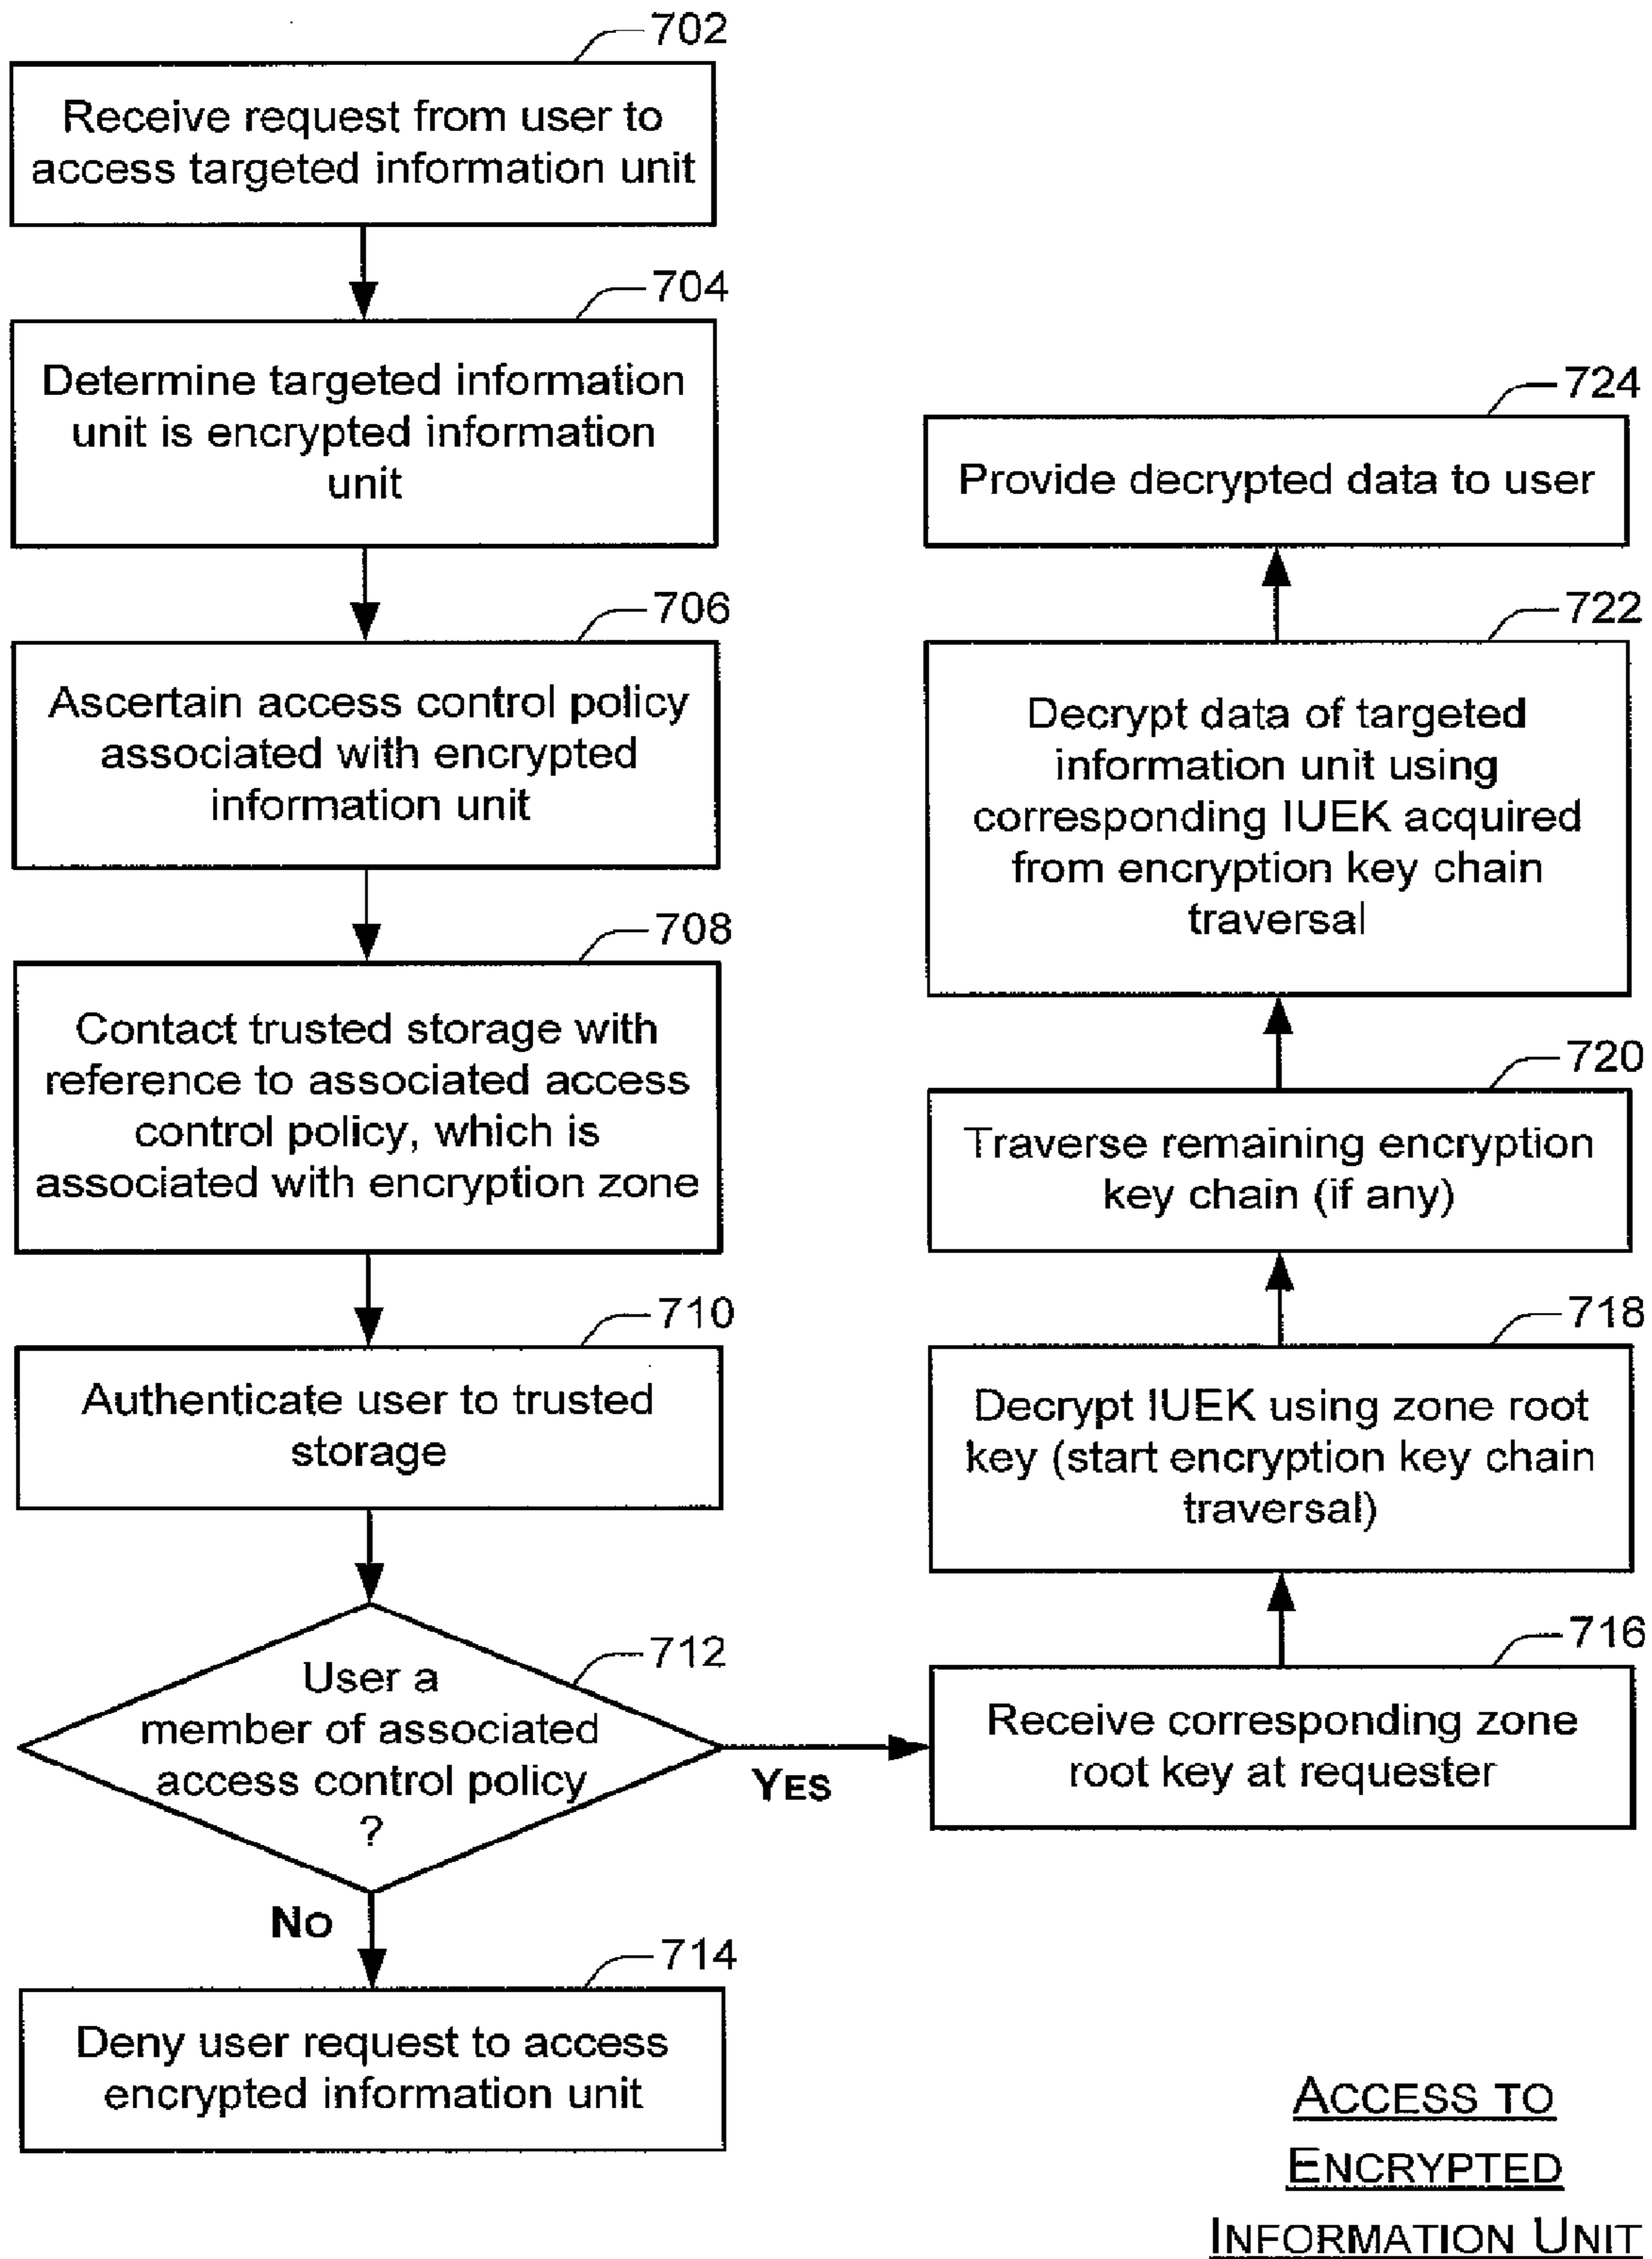 702
Receive request from user to
access targeted information unit
704
Determine targeted information
unit is encrypted information
unit
706
Ascertain access control policy
associated with encrypted
information unit
708
Contact trusted storage with
reference to associated access
control policy, which is
associated with encryption zone
710
Authenticate user to trusted
storage
712
User a
member of associated
access control policy
?
YES
NO
714
Deny user request to access
encrypted information unit
716
Receive corresponding zone
root key at requester
718
Decrypt IUEK using zone root
key (start encryption key chain
traversal)
720
Traverse remaining encryption
key chain (if any)
722
Decrypt data of targeted
information unit using
corresponding IUEK acquired
from encryption key chain
traversal
724
Provide decrypted data to user
ACCESS TO
ENCRYPTED
INFORMATION UNIT